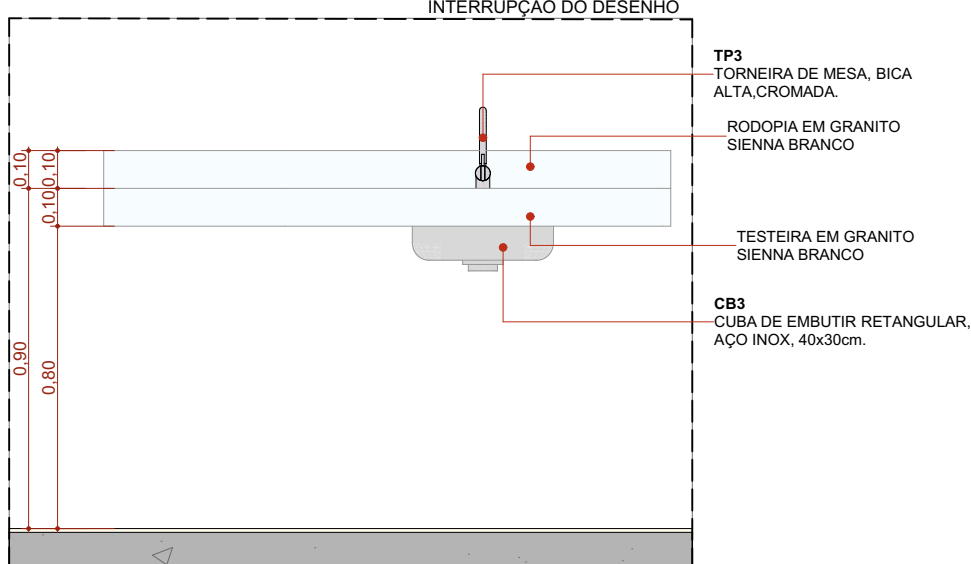 INTERRUPÇÃO DO DESENHO
TP3
TORNEIRA DE MESA, BICA
ALTA,CROMADA.
RODOPIA EM GRANITO
SIENNA BRANCO
TESTEIRA EM GRANITO
SIENNA BRANCO
CB3
CUBA DE EMBUTIR RETANGULAR,
AÇO INOX, 40x30cm.
0,10
0,10
0,10
0,90
0,80